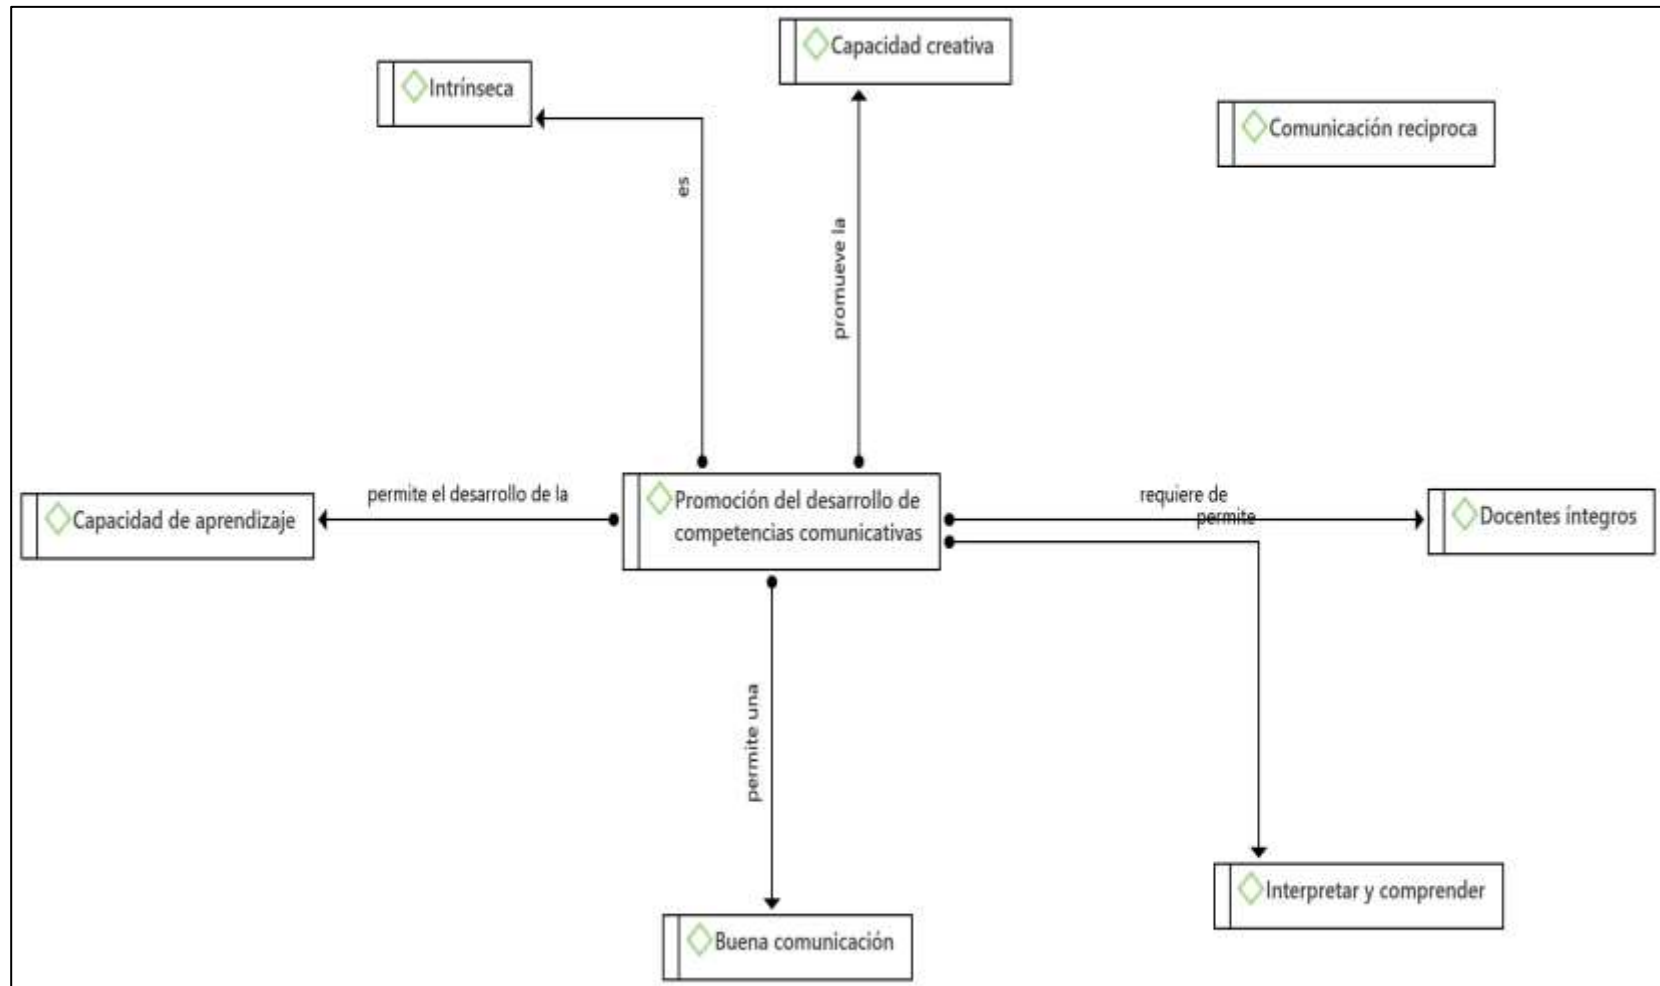 Capacidad creativa
Intrínseca
Comunicación reciproca
es
promueve la
permite el desarrollo de la
Capacidad de aprendizaje
Promoción del desarrollo de
competencias comunicativas
requiere de
permite
Docentes íntegros
permite una
Interpretar y comprender
Buena comunicación